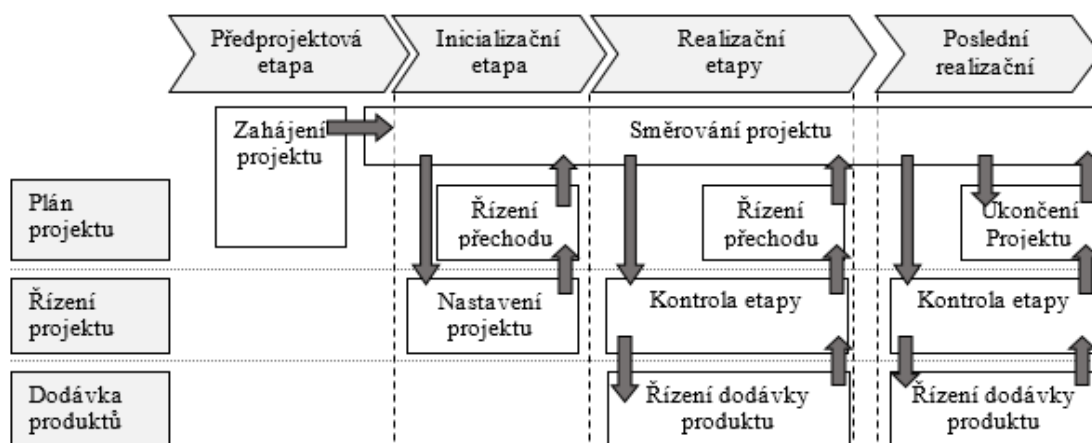 Předprojektová
etapa
Inicializační
etapa
Realizační
etapy
Poslední
realizační
Zahájení
projektu
Směrování projektu
Plán
projektu
Řízení
přechodu
Řízení
přechodu
Ukončení
Projektu
Řízení
projektu
Nastavení
projektu
Kontrola etapy
Kontrola etapy
Dodávka
produktů
Řízení dodávky
produktu
Řízení dodávky
produktu